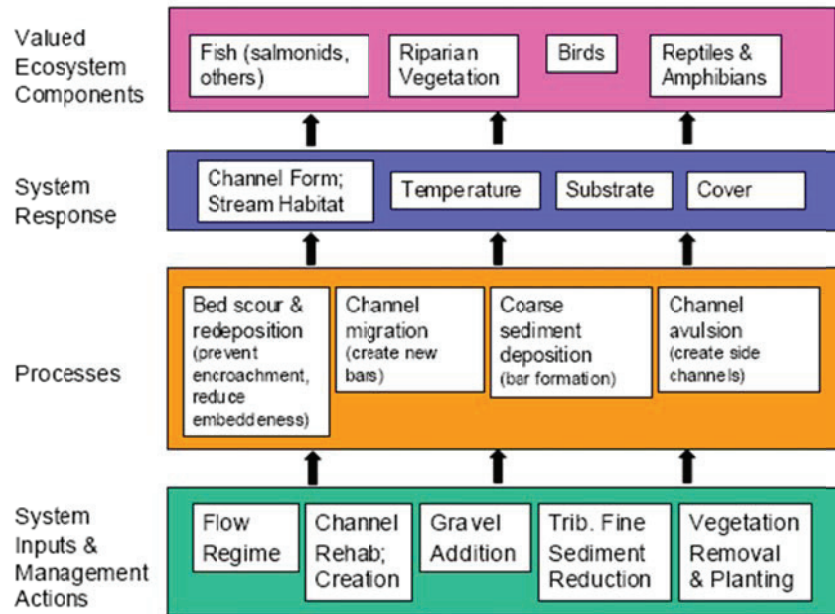 Valued
Ecosystem
Components
Fish (salmonids,
others)
Riparian
Vegetation
Birds
Reptiles &
Amphibians
System
Response
Channel Form;
Stream Habitat
Temperature
Substrate
Cover
Processes
Bed scour &
redeposition
(prevent
encroachment,
reduce
embeddeness)
Channel
migration
(create new
bars)
Coarse
sediment
deposition
(bar formation)
Channel
avulsion
(create side
channels)
System
Inputs &
Management
Actions
Flow
Regime
Channel
Rehab;
Creation
Gravel
Addition
Trib. Fine
Sediment
Reduction
Vegetation
Removal
& Planting